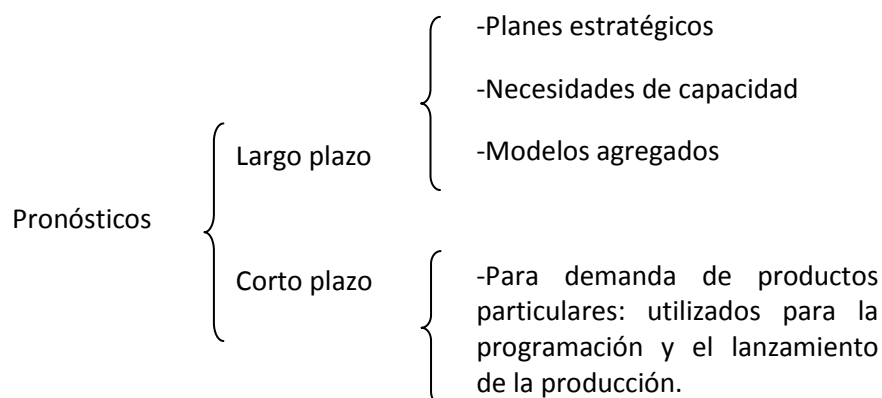 Pronósticos
Largo plazo
-Planes estratégicos
-Necesidades de capacidad
-Modelos agregados
Corto plazo
-Para demanda de productos
particulares: utilizados para la
programación y el lanzamiento
de la producción.